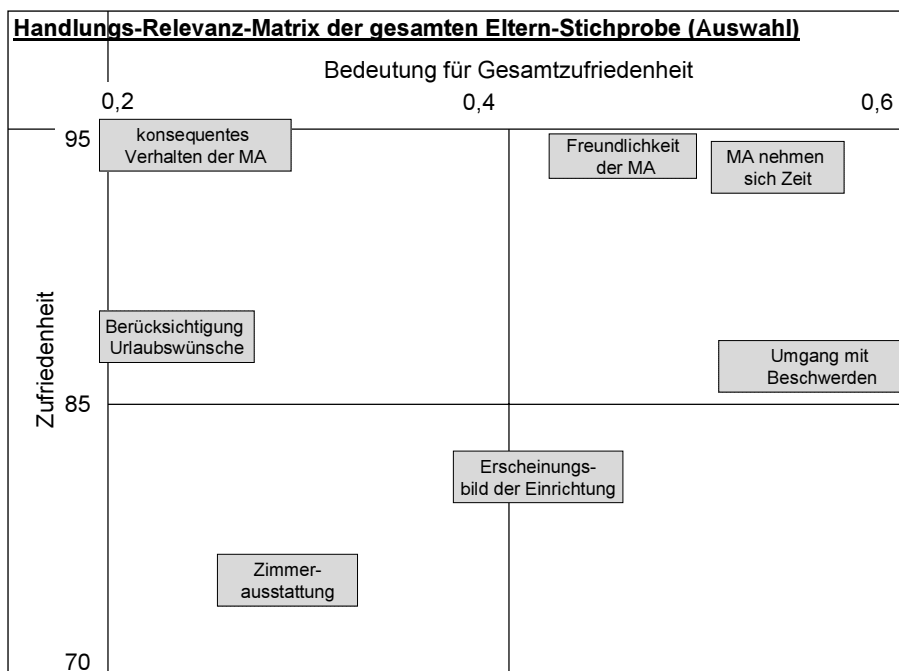 Handlungs-Relevanz-Matrix der gesamten Eltern-Stichprobe (Auswahl)
Bedeutung für Gesamtzufriedenheit
0,2 0,4 0,6
95
konsequentes
Verhalten der MA
Freundlichkeit
der MA
MA nehmen
sich Zeit
Zufriedenheit
Berücksichtigung
Urlaubswünsche
Umgang mit
Beschwerden
85
Erscheinungs-
bild der Einrichtung
Zimmer-
ausstattung
70